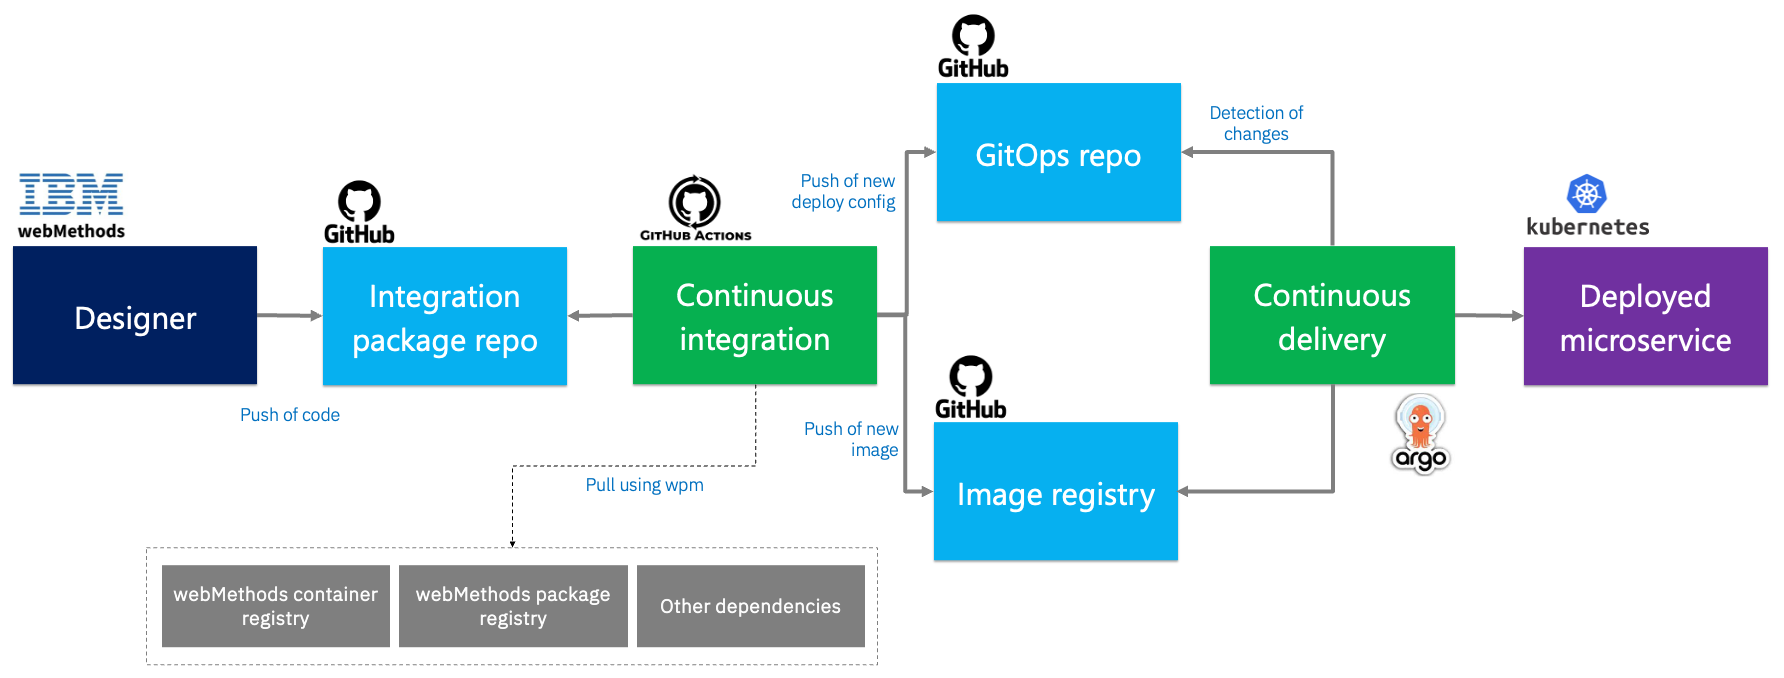 IBM
webMethods
Designer
Push of code
GitHub
Integration
package repo
GITHUB ACTIONS
Continuous
integration
Pull using wpm
webMethods container
registry
webMethods package
registry
Other dependencies
Push of new
deploy config
GitHub
GitOps repo
Push of new
image
GitHub
Image registry
Detection of
changes
Continuous
delivery
argo
kubernetes
Deployed
microservice